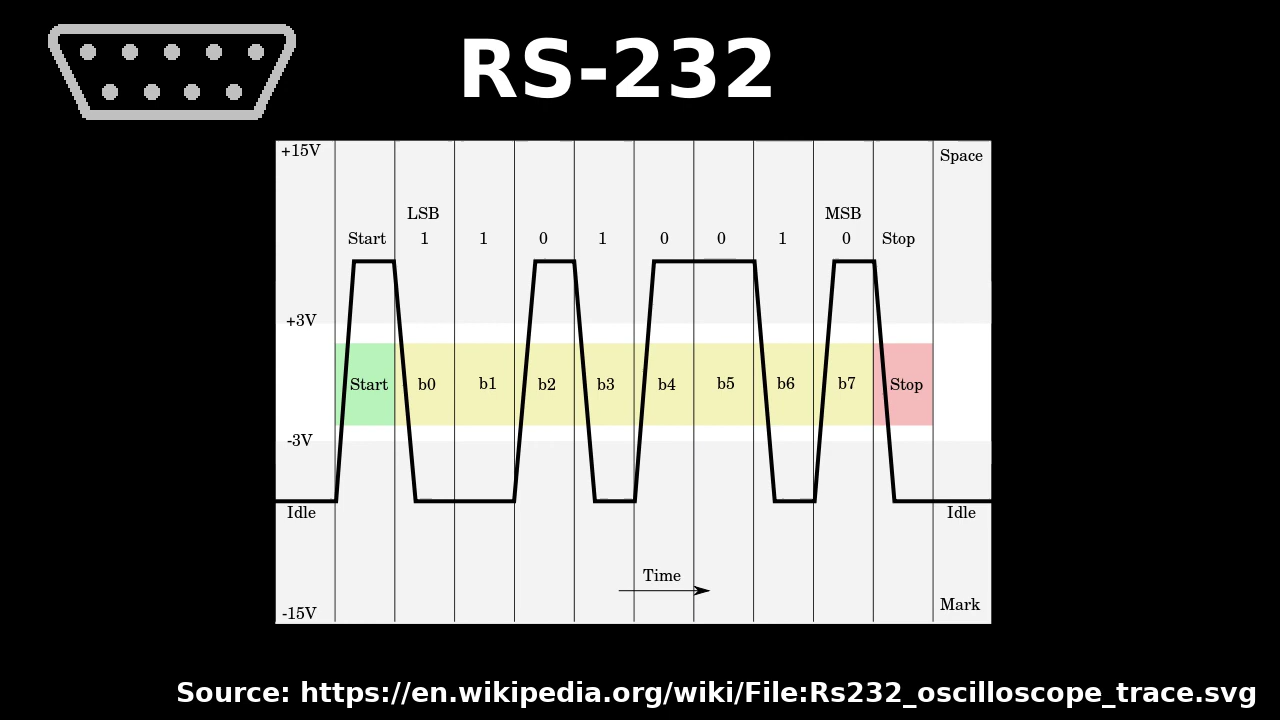 RS-232
+15V
Space
LSB
MSB
Start 1 1 0 1 0 0 1 0 Stop
+3V
Start b0 b1 b2 b3 b4 b5 b6 b7 Stop
-3V
Idle
Idle
Time
Mark
-15V
Source: https://en.wikipedia.org/wiki/File:Rs232_oscilloscope_trace.svg